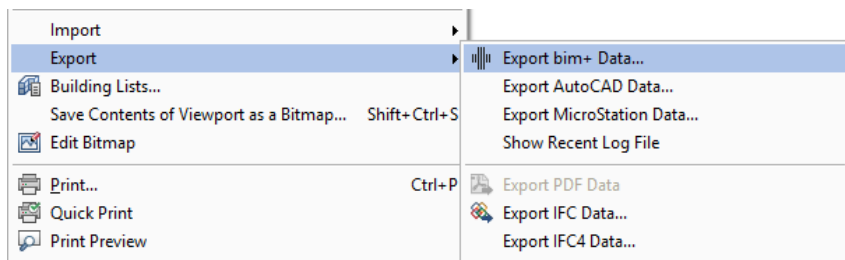 Import
Export
Building Lists...
Save Contents of Viewport as a Bitmap... Shift+Ctrl+S
Edit Bitmap
Print... Ctrl+P
Quick Print
Print Preview
Export bim+ Data...
Export AutoCAD Data...
Export MicroStation Data...
Show Recent Log File
Export PDF Data
Export IFC Data...
Export IFC4 Data...